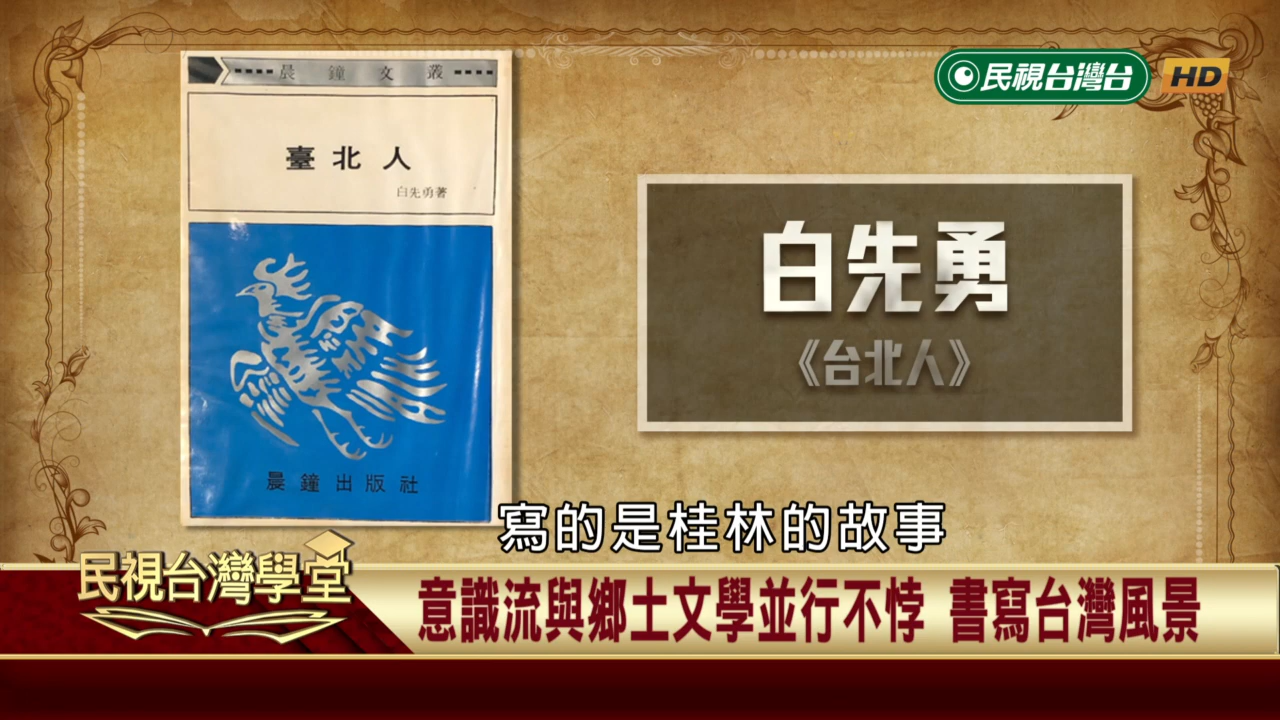 晨鐘文叢
臺北人
白先勇著
晨鐘出版社
民視台灣台
HD
白先勇
《台北人》
寫的是桂林的故事
民視台灣學堂
意識流與鄉土文學並行不悖 書寫台灣風景